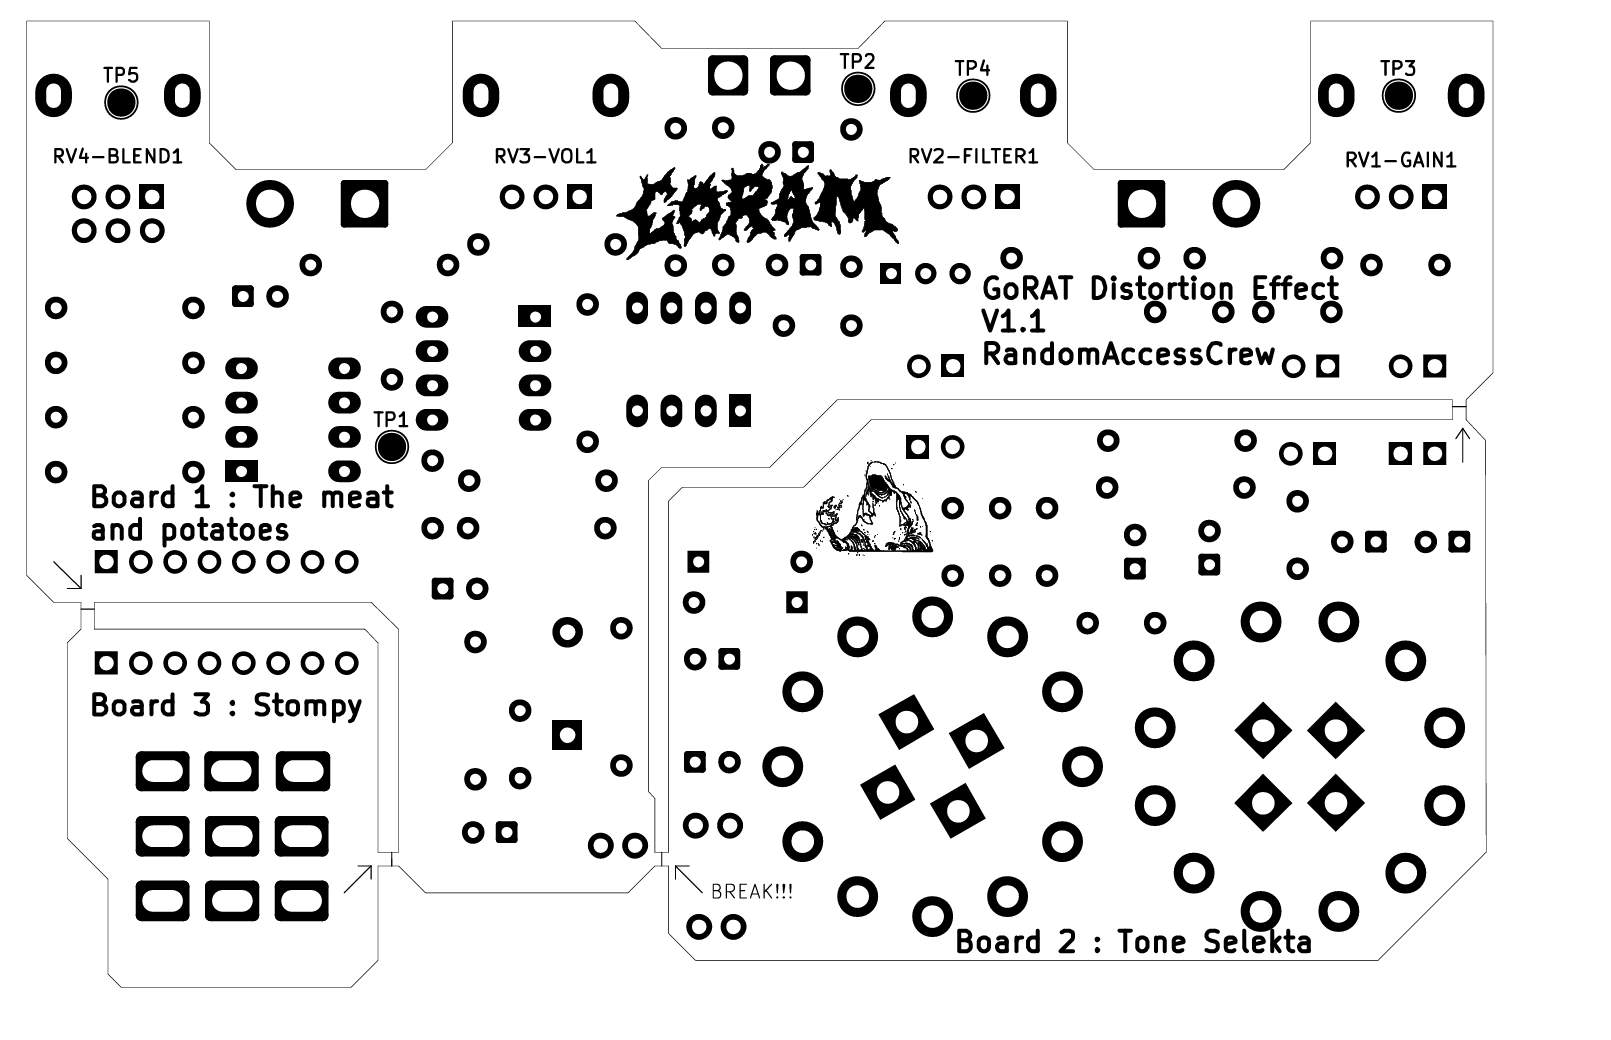 TP5
TP2
TP4
TP3
RV4-BLEND1
RV3-VOL1
RV2-FILTER1
RV1-GAIN1
GORAM
GoRAT Distortion Effect
V1.1
RandomAccessCrew
TP1
Board 1 : The meat
and potatoes
Board 3 : Stompy
BREAK!!!
Board 2 : Tone Selekta